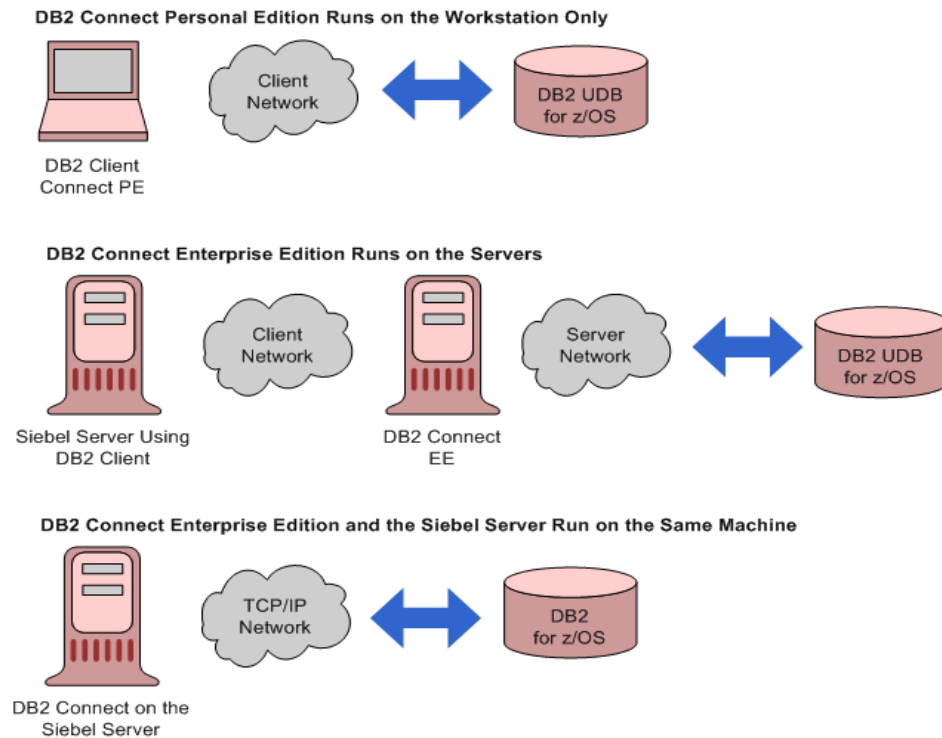 DB2 Connect Personal Edition Runs on the Workstation Only
Client
Network
DB2 UDB
for z/OS
DB2 Client
Connect PE
DB2 Connect Enterprise Edition Runs on the Servers
Client
Network
Server
Network
DB2 UDB
for z/OS
Siebel Server Using
DB2 Client
DB2 Connect
EE
DB2 Connect Enterprise Edition and the Siebel Server Run on the Same Machine
TCP/IP
Network
DB2
for z/OS
DB2 Connect on the
Siebel Server